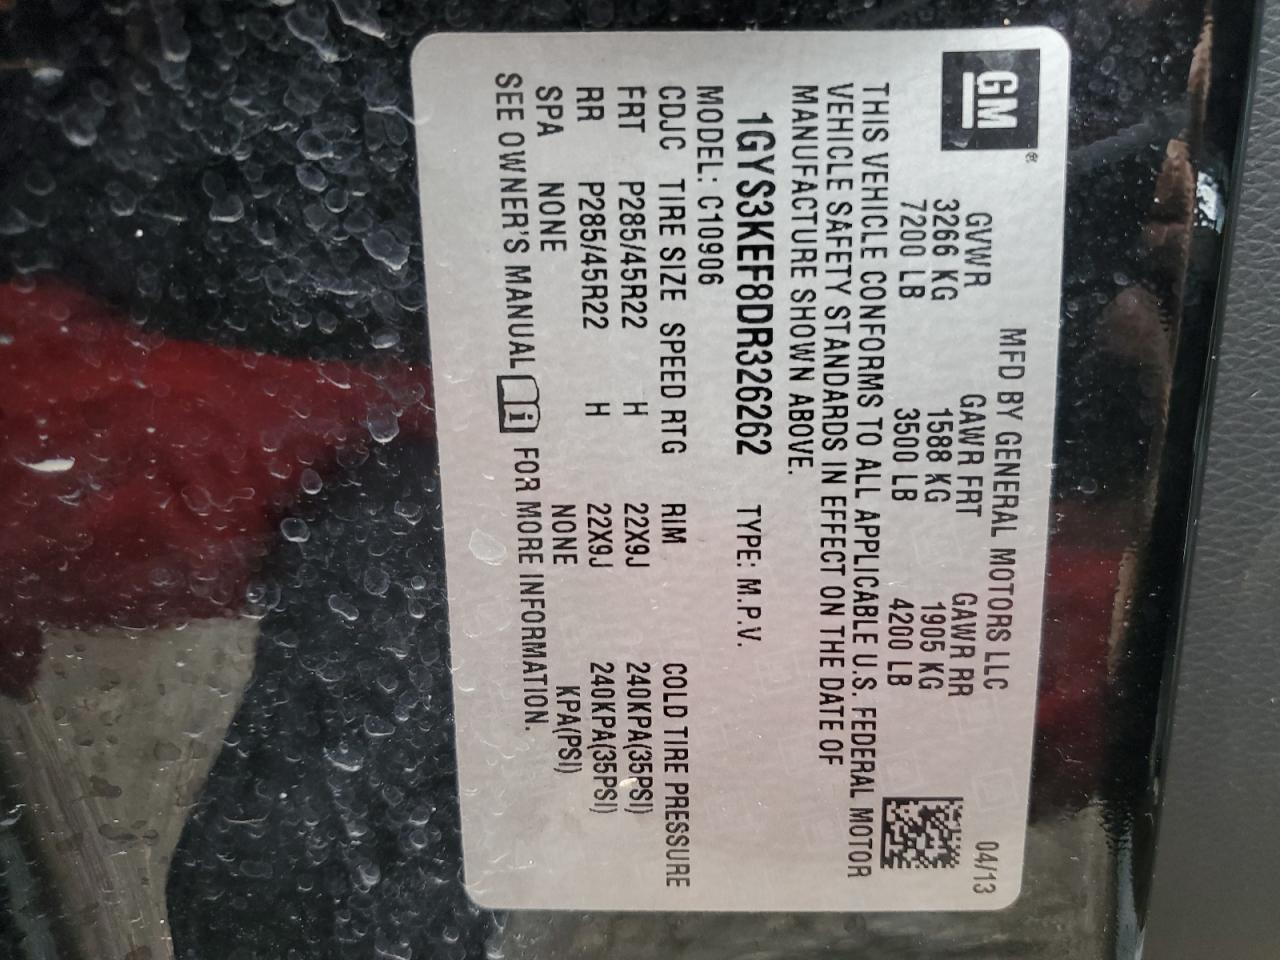 GM®
MFD BY GENERAL MOTORS LLC 04/13
GVWR GAWR FRT GAWR RR
3266 KG 1588 KG 1905 KG
7200 LB 3500 LB 4200 LB
THIS VEHICLE CONFORMS TO ALL APPLICABLE U.S. FEDERAL MOTOR
VEHICLE SAFETY STANDARDS IN EFFECT ON THE DATE OF
MANUFACTURE SHOWN ABOVE.
1GYS3KEF8DR326262 TYPE: M.P.V.
MODEL: C10906
CDJC TIRE SIZE SPEED RTG RIM COLD TIRE PRESSURE
FRT P285/45R22 H 22X9J 240KPA(35PSI)
RR P285/45R22 H 22X9J 240KPA(35PSI)
SPA NONE NONE KPA(PSI)
SEE OWNER'S MANUAL i FOR MORE INFORMATION.